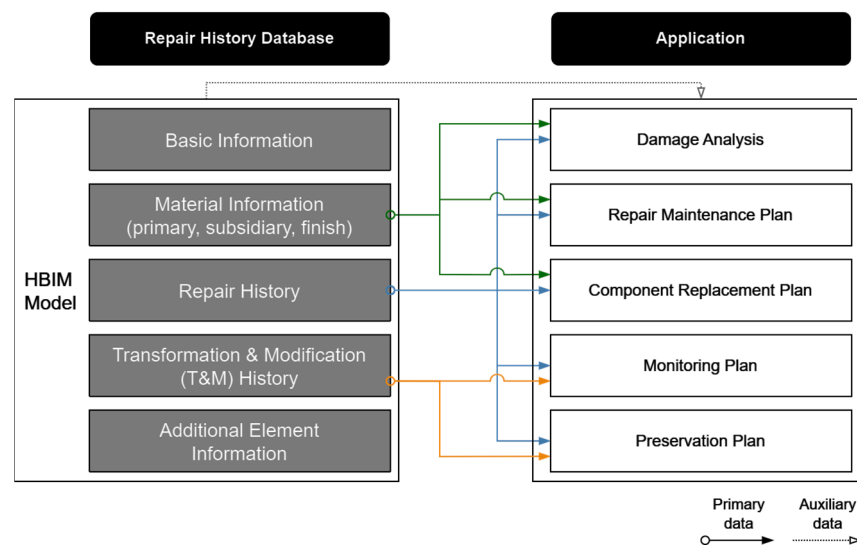 Repair History Database
Application
HBIM
Model
Basic Information
Material Information
(primary, subsidiary, finish)
Repair History
Transformation & Modification
(T&M) History
Additional Element
Information
Damage Analysis
Repair Maintenance Plan
Component Replacement Plan
Monitoring Plan
Preservation Plan
Primary
data
Auxiliary
data